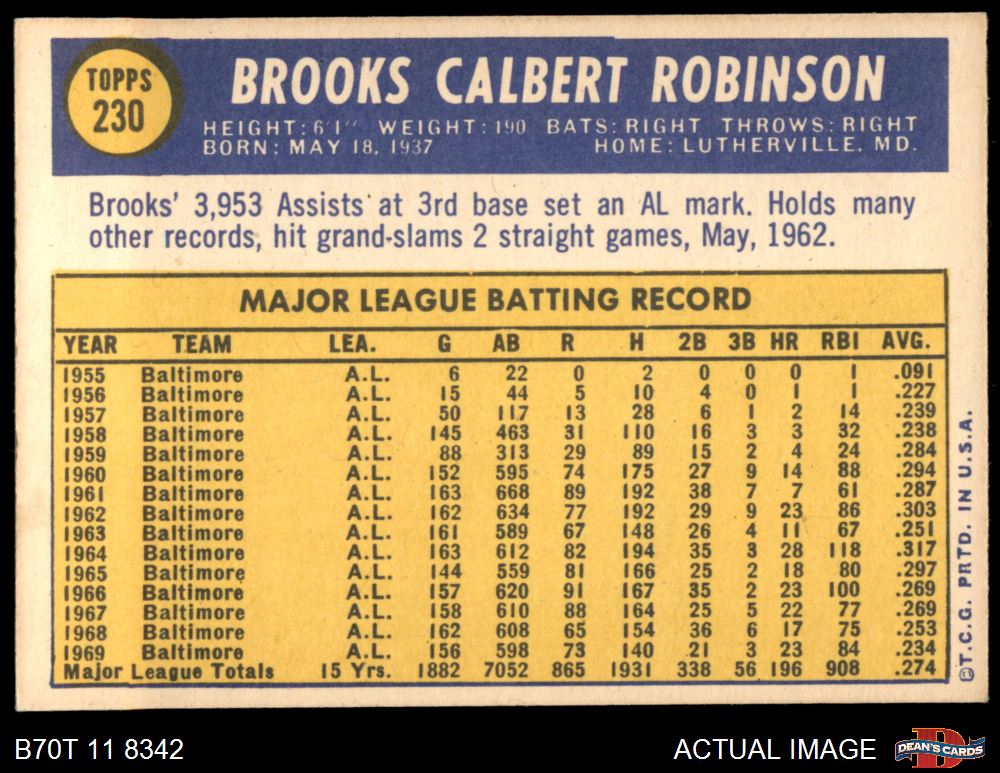 TOPPS
230
BROOKS CALBERT ROBINSON
HEIGHT: 6'1" WEIGHT: 190 BATS: RIGHT THROWS: RIGHT
BORN: MAY 18, 1937 HOME: LUTHERVILLE, MD.
Brooks' 3,953 Assists at 3rd base set an AL mark. Holds many
other records, hit grand-slams 2 straight games, May, 1962.
MAJOR LEAGUE BATTING RECORD
YEAR TEAM LEA. G AB R H 2B 3B HR RBI AVG.
1955 Baltimore A.L. 6 22 0 2 0 0 0 1 .091
1956 Baltimore A.L. 15 44 5 10 4 0 1 1 .227
1957 Baltimore A.L. 50 117 13 28 6 1 2 14 .239
1958 Baltimore A.L. 145 463 31 110 16 3 3 32 .238
1959 Baltimore A.L. 88 313 29 89 15 2 4 24 .284
1960 Baltimore A.L. 152 595 74 175 27 9 14 88 .294
1961 Baltimore A.L. 163 668 89 192 38 7 7 61 .287
1962 Baltimore A.L. 162 634 77 192 29 9 23 86 .303
1963 Baltimore A.L. 161 589 67 148 26 4 11 67 .251
1964 Baltimore A.L. 163 612 82 194 35 3 28 118 .317
1965 Baltimore A.L. 144 559 81 166 25 2 18 80 .297
1966 Baltimore A.L. 157 620 91 167 35 2 23 100 .269
1967 Baltimore A.L. 158 610 88 164 25 5 22 77 .269
1968 Baltimore A.L. 162 608 65 154 36 6 17 75 .253
1969 Baltimore A.L. 156 598 73 140 21 3 23 84 .234
Major League Totals 15 Yrs. 1882 7052 865 1931 338 56 196 908 .274
©T.C.G. PRTD. IN U.S.A.
B70T 11 8342
ACTUAL IMAGE
D
DEAN'S CARDS